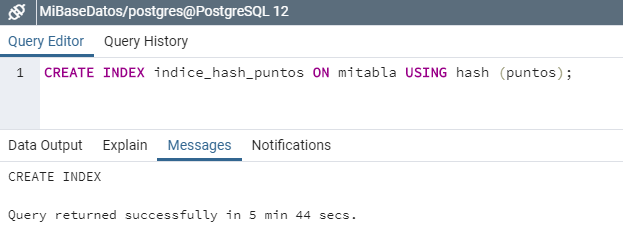 MiBaseDatos/postgres@PostgreSQL 12
Query Editor Query History
1 CREATE INDEX indice_hash_puntos ON mitabla USING hash (puntos);
Data Output Explain Messages Notifications
CREATE INDEX
Query returned successfully in 5 min 44 secs.